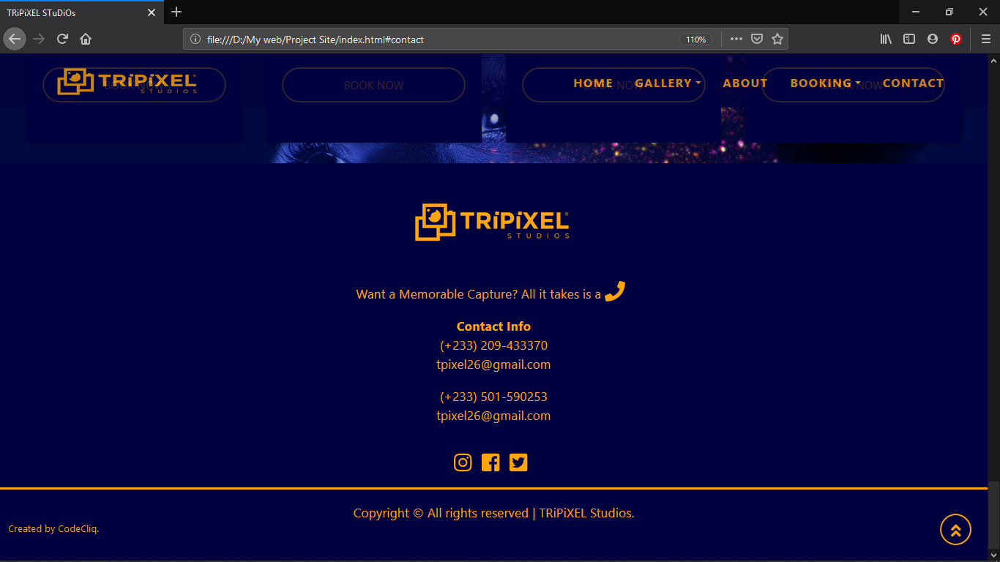 TRiPiXEL STuDiOs
file:///D:/My web/Project Site/index.html#contact
110%
TRiPiXEL
STUDIOS
HOME GALLERY ABOUT BOOKING CONTACT
BOOK NOW BOOK NOW BOOK NOW BOOK NOW
TRiPiXEL®
STUDIOS
Want a Memorable Capture? All it takes is a
Contact Info
(+233) 209-433370
tpixel26@gmail.com
(+233) 501-590253
tpixel26@gmail.com
Copyright © All rights reserved | TRiPiXEL Studios.
Created by CodeCliq.